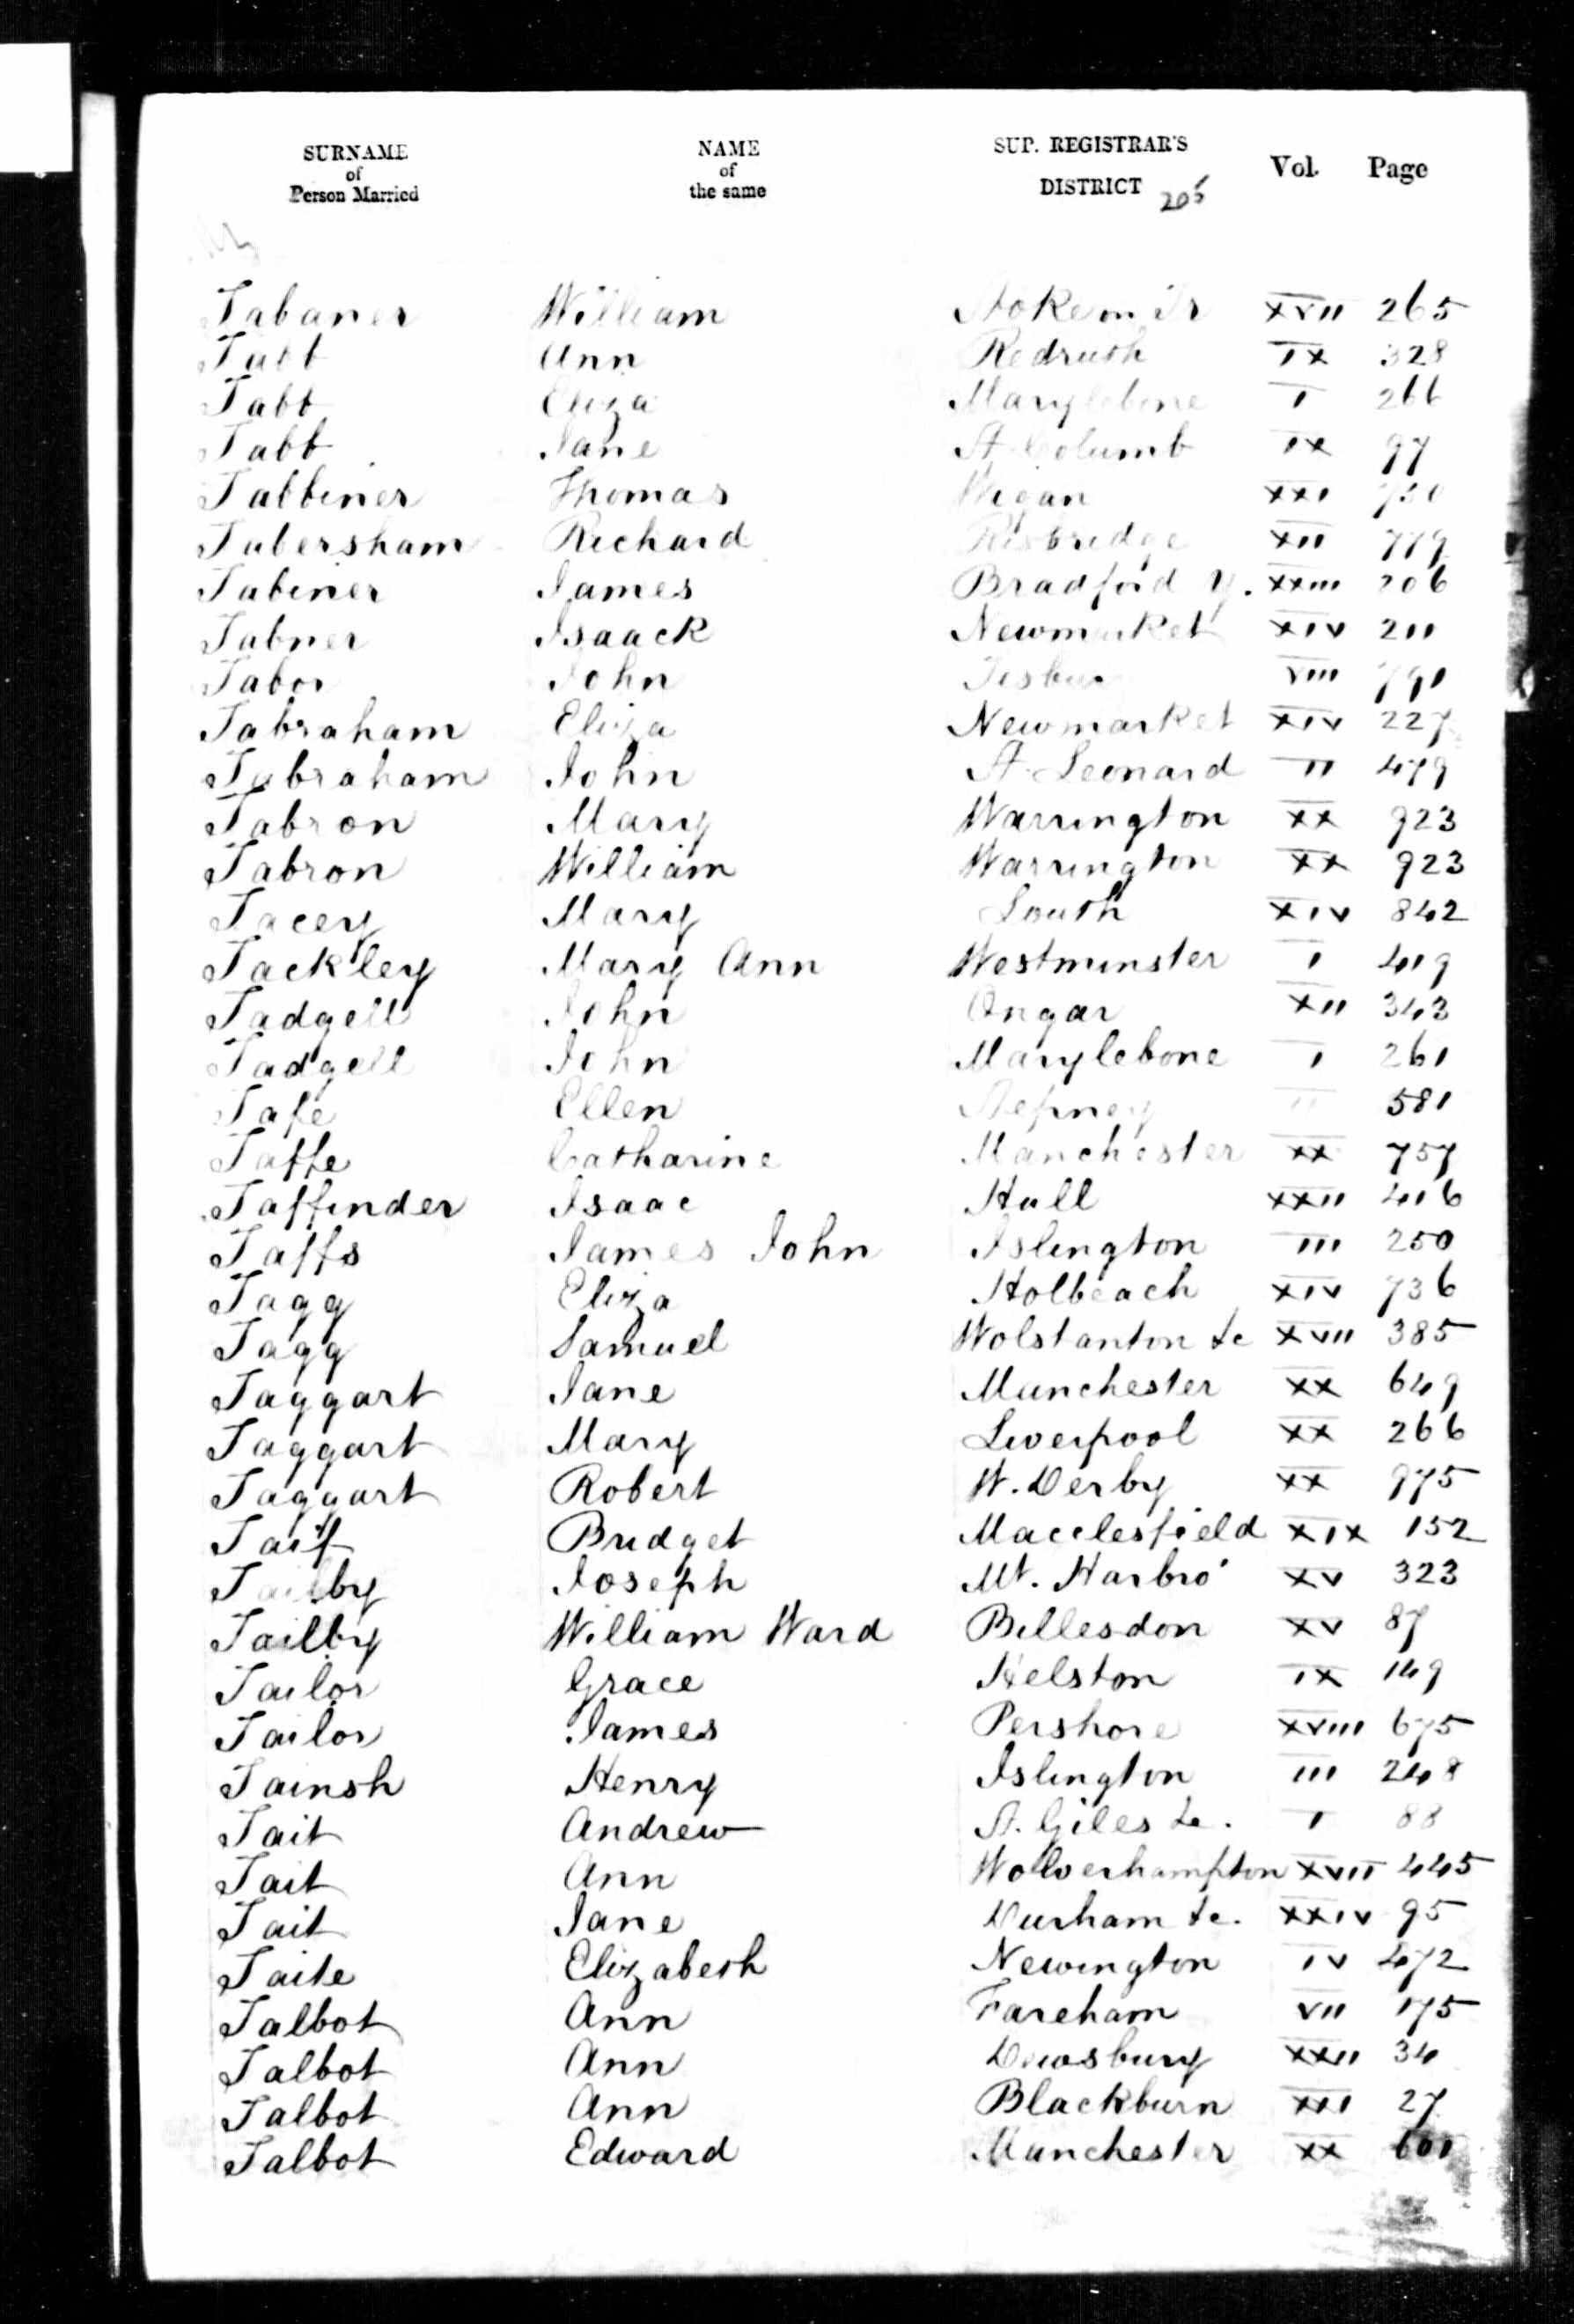 SURNAME of Person Married NAME of the same SUP. REGISTRAR'S DISTRICT Vol. Page
205
Tabaner William Stoke on Tr XVII 265
Tabb Ann Redruth IX 328
Tabb Eliza Marylebone I 266
Tabb Jane St Columb IX 97
Tabbiner Thomas Wigan XXI
Tabersham Richard Risbridge XII 779
Tabiner James Bradford Y. XXIII 206
Tabner Isaack Newmarket XIV 211
Tabor John VIII 791
Tabraham Eliza Newmarket XIV 227
Tabraham John St. Leonard II 479
Tabron Mary Warrington XX 923
Tabron William Warrington XX 923
Tacey Mary Louth XIV 842
Tackley Mary Ann Westminster I 419
Tadgell John Ongar XII 343
Tadgell John Marylebone I 261
Tafe Ellen Stepney II 581
Taffe Catharine Manchester XX 757
Taffinder Isaac Hull XXII 416
Taffs James John Islington III 250
Tagg Eliza Holbeach XIV 736
Tagg Samuel Wolstanton &c XVII 385
Taggart Jane Manchester XX 649
Taggart Mary Liverpool XX 266
Taggart Robert W. Derby XX 975
Taif Bridget Macclesfield XIX 152
Tailby Joseph Mt. Harbro' XV 323
Tailby William Ward Billesdon XV 87
Tailor Grace Helston IX 149
Tailor James Pershore XVIII 675
Tainsh Henry Islington III 248
Tait Andrew St. Giles &c. I 88
Tait Ann Wolverhampton XVII 445
Tait Jane Durham &c. XXIV 95
Taite Elizabeth Newington IV 472
Talbot Ann Fareham VII 175
Talbot Ann Dewsbury XXII 34
Talbot Ann Blackburn XXI 27
Talbot Edward Manchester XX